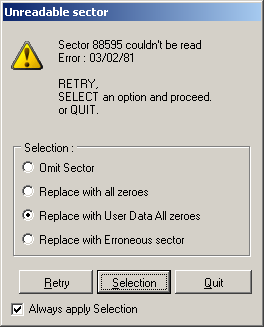 Unreadable sector
Sector 88595 couldn't be read
Error : 03/02/81
RETRY,
SELECT an option and proceed.
or QUIT.
Selection :
Omit Sector
Replace with all zeroes
Replace with User Data All zeroes
Replace with Erroneous sector
Retry
Selection
Quit
Always apply Selection